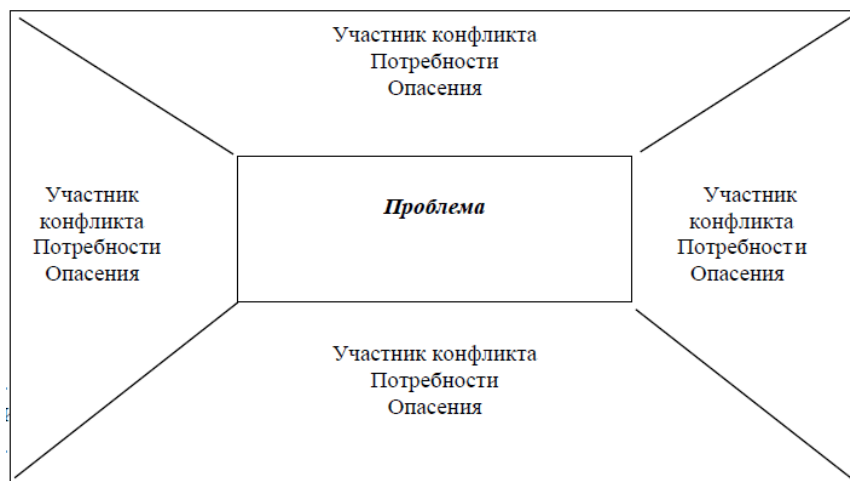 Участник конфликта
Потребности
Опасения
Участник
конфликта
Потребности
Опасения
Проблема
Участник
конфликта
Потребности
Опасения
Участник конфликта
Потребности
Опасения